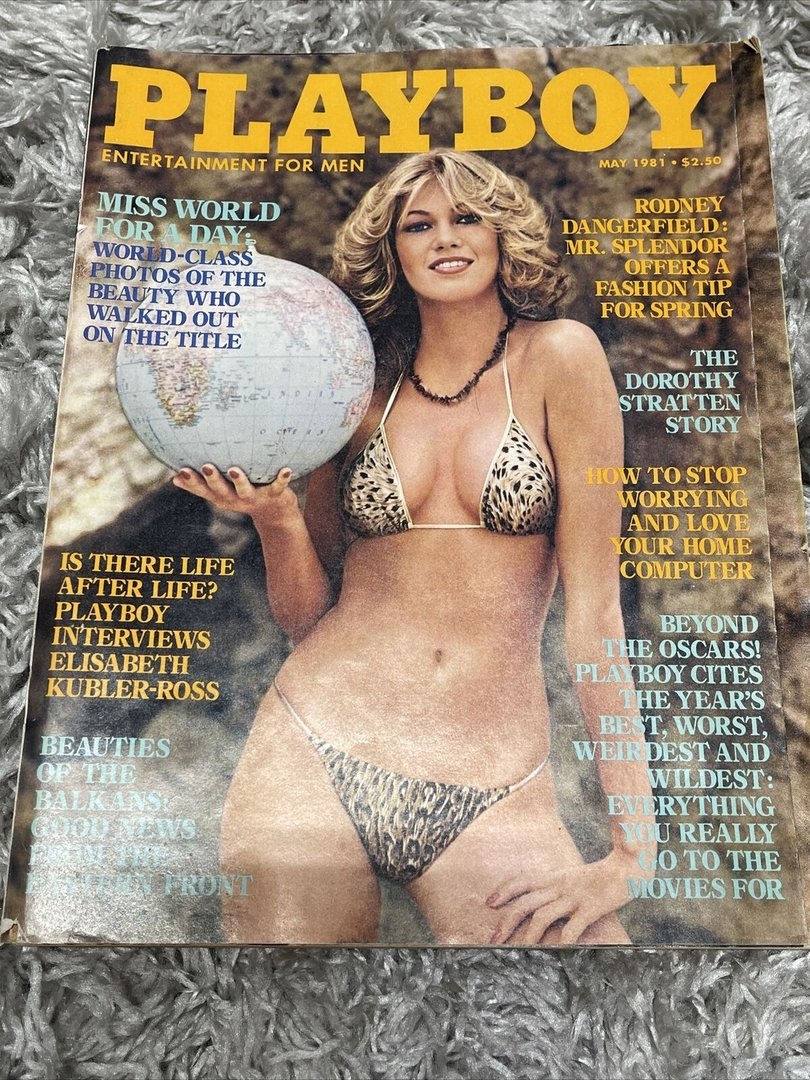 PLAYBOY
ENTERTAINMENT FOR MEN
MAY 1981 • $2.50
MISS WORLD
FOR A DAY:
WORLD-CLASS
PHOTOS OF THE
BEAUTY WHO
WALKED OUT
ON THE TITLE
RODNEY
DANGERFIELD:
MR. SPLENDOR
OFFERS A
FASHION TIP
FOR SPRING
THE
DOROTHY
STRATTEN
STORY
HOW TO STOP
WORRYING
AND LOVE
YOUR HOME
COMPUTER
IS THERE LIFE
AFTER LIFE?
PLAYBOY
INTERVIEWS
ELISABETH
KUBLER-ROSS
BEYOND
THE OSCARS!
PLAYBOY CITES
THE YEAR'S
BEST, WORST,
WEIRDEST AND
WILDEST:
EVERYTHING
YOU REALLY
GO TO THE
MOVIES FOR
BEAUTIES
OF THE
BALKANS:
GOOD NEWS
FROM THE
EASTERN FRONT
INDIAN
OCEAN